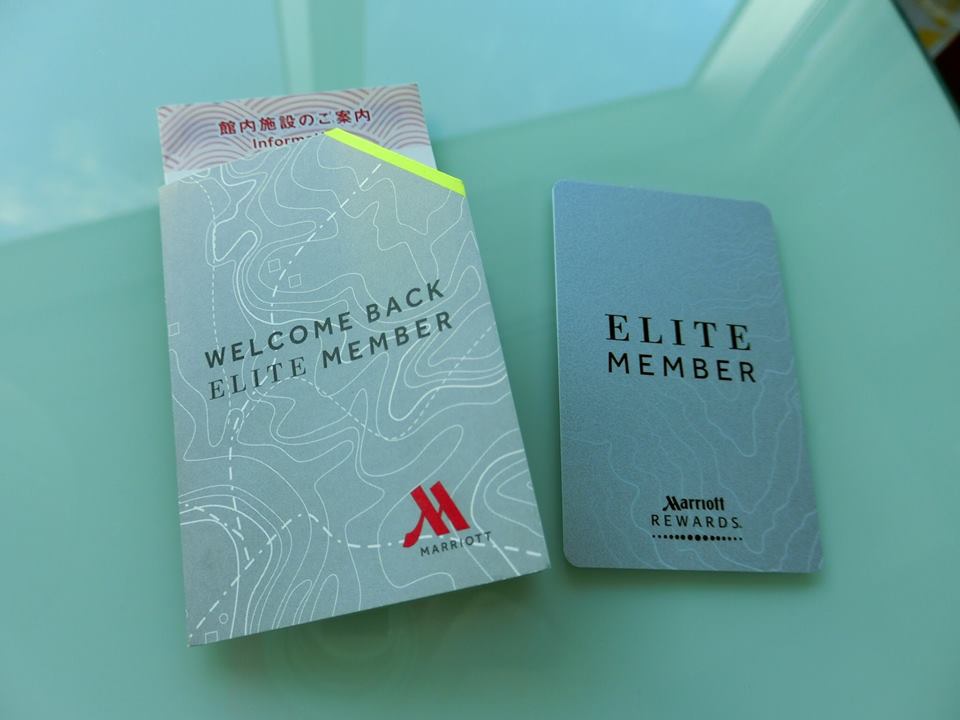 館内施設のご案内
WELCOME BACK
ELITE MEMBER
MARRIOTT
ELITE
MEMBER
Marriott
REWARDS.